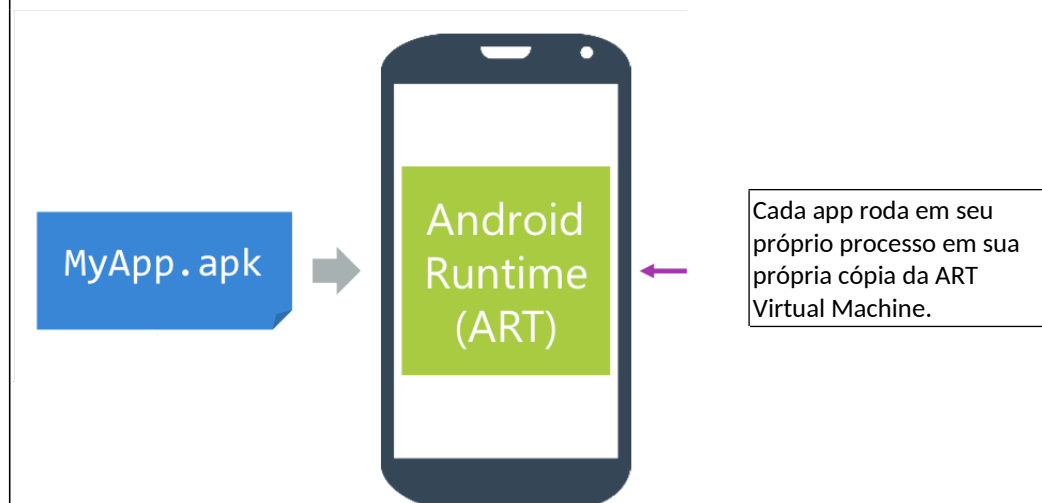 MyApp.apk
Android
Runtime
(ART)
Cada app roda em seu
próprio processo em sua
própria cópia da ART
Virtual Machine.